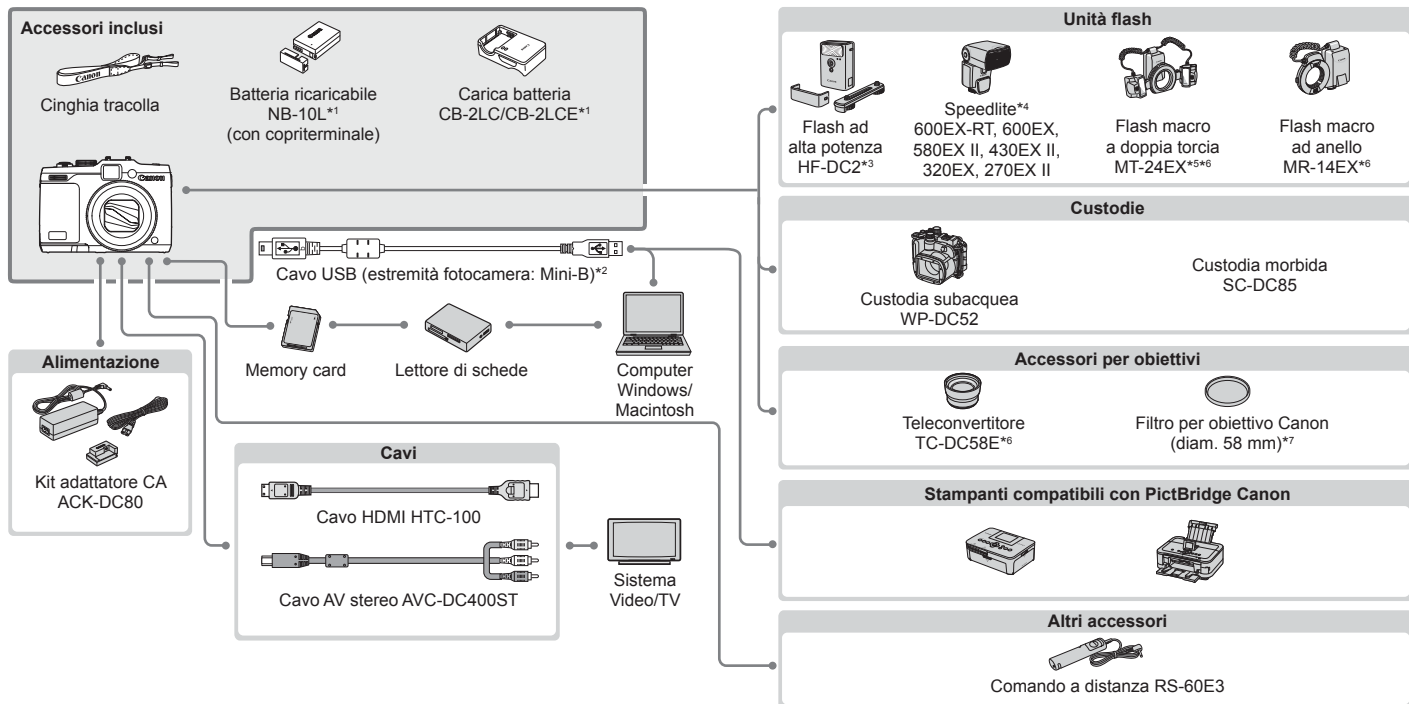 Accessori inclusi
Canon
Cinghia tracolla
Batteria ricaricabile
NB-10L*1
(con copriterminale)
Carica batteria
CB-2LC/CB-2LCE*1
Canon
Cavo USB (estremità fotocamera: Mini-B)*2
Memory card
Lettore di schede
Computer
Windows/
Macintosh
Alimentazione
Kit adattatore CA
ACK-DC80
Cavi
Cavo HDMI HTC-100
Cavo AV stereo AVC-DC400ST
Sistema
Video/TV
Unità flash
Flash ad
alta potenza
HF-DC2*3
Speedlite*4
600EX-RT, 600EX,
580EX II, 430EX II,
320EX, 270EX II
Flash macro
a doppia torcia
MT-24EX*5*6
Flash macro
ad anello
MR-14EX*6
Custodie
Custodia subacquea
WP-DC52
Custodia morbida
SC-DC85
Accessori per obiettivi
Teleconvertitore
TC-DC58E*6
Filtro per obiettivo Canon
(diam. 58 mm)*7
Stampanti compatibili con PictBridge Canon
Altri accessori
Comando a distanza RS-60E3